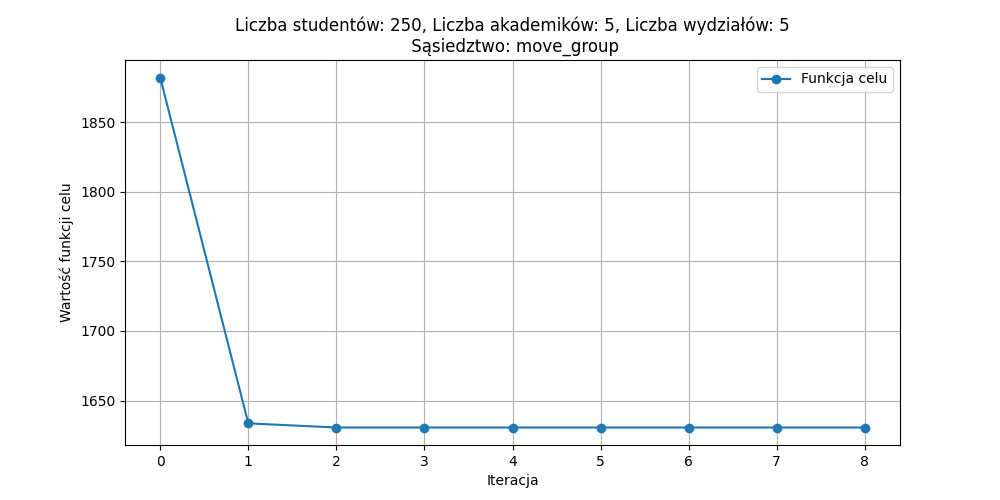 Liczba studentów: 250, Liczba akademików: 5, Liczba wydziałów: 5
Sąsiedztwo: move_group
Funkcja celu
Wartość funkcji celu
1850
1800
1750
1700
1650
0 1 2 3 4 5 6 7 8
Iteracja